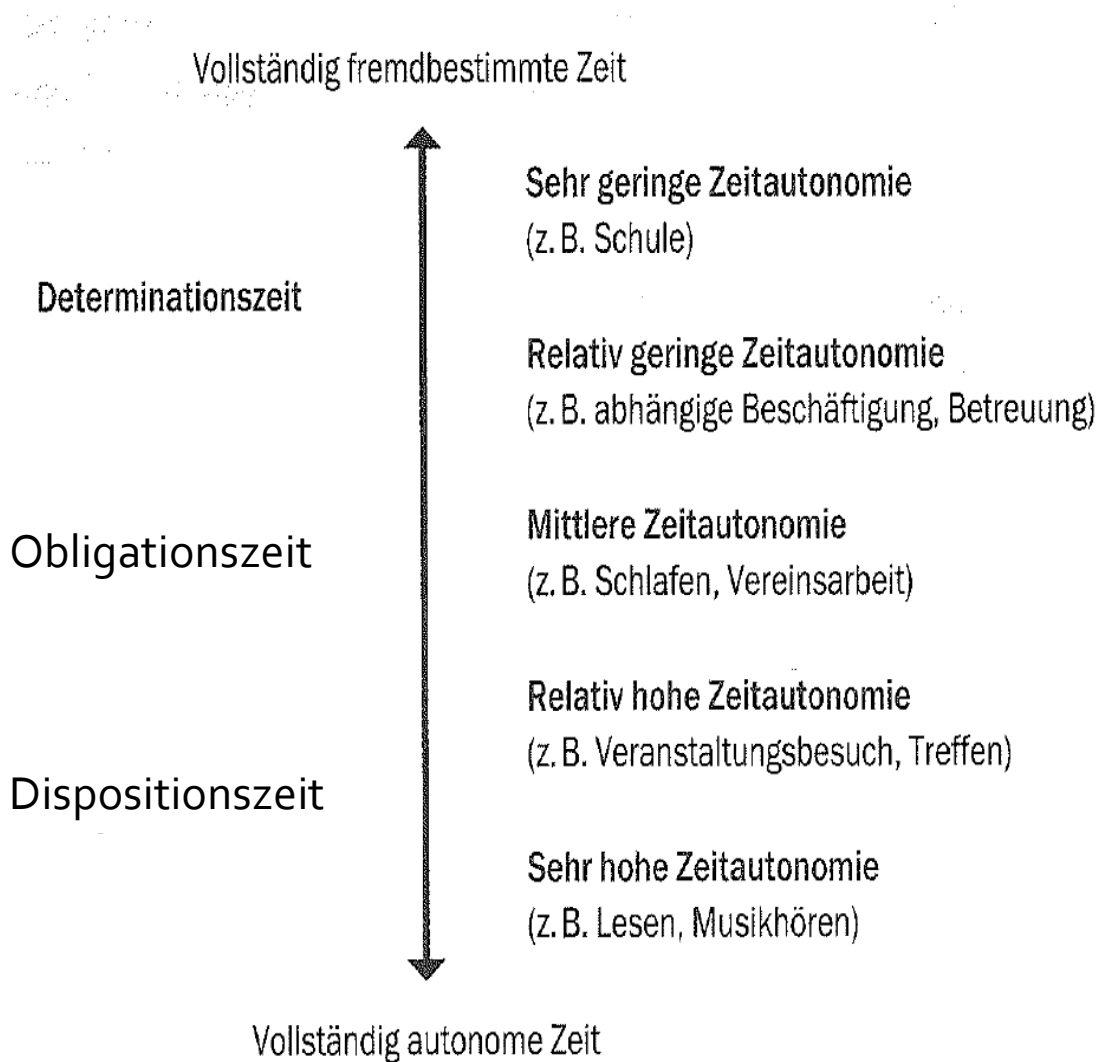 Vollständig fremdbestimmte Zeit
Sehr geringe Zeitautonomie
(z. B. Schule)
Determinationszeit
Relativ geringe Zeitautonomie
(z. B. abhängige Beschäftigung, Betreuung)
Obligationszeit
Mittlere Zeitautonomie
(z. B. Schlafen, Vereinsarbeit)
Relativ hohe Zeitautonomie
(z. B. Veranstaltungsbesuch, Treffen)
Dispositionszeit
Sehr hohe Zeitautonomie
(z. B. Lesen, Musikhören)
Vollständig autonome Zeit